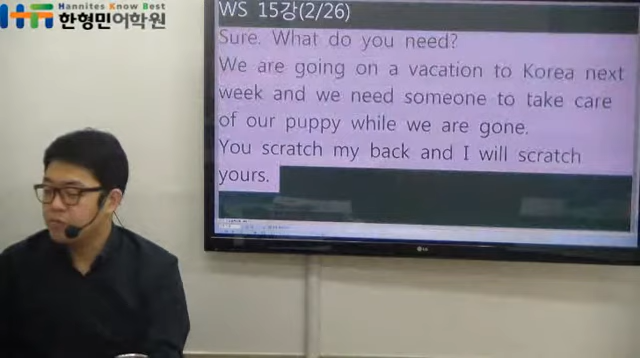 Hannites Know Best
한형민어학원
WS 15강(2/26)
Sure. What do you need?
We are going on a vacation to Korea next
week and we need someone to take care
of our puppy while we are gone.
You scratch my back and I will scratch
yours.
LG